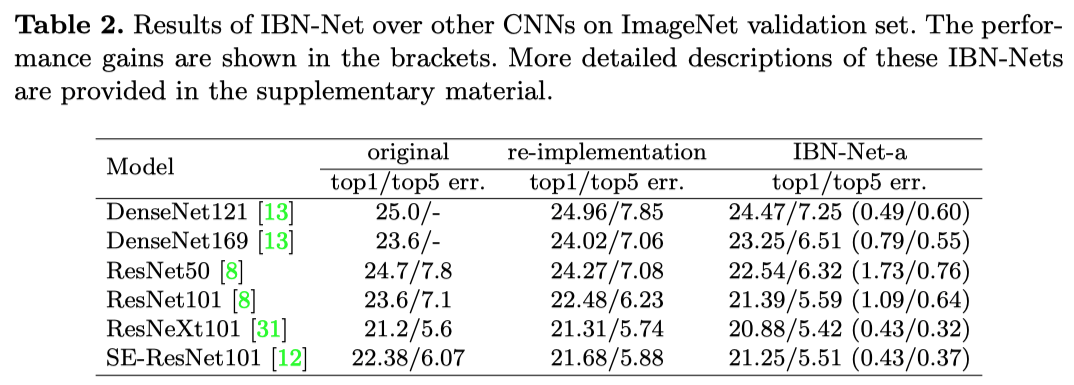 Table 2. Results of IBN-Net over other CNNs on ImageNet validation set. The perfor-
mance gains are shown in the brackets. More detailed descriptions of these IBN-Nets
are provided in the supplementary material.
Model original re-implementation IBN-Net-a
top1/top5 err. top1/top5 err. top1/top5 err.
DenseNet121 [13] 25.0/- 24.96/7.85 24.47/7.25 (0.49/0.60)
DenseNet169 [13] 23.6/- 24.02/7.06 23.25/6.51 (0.79/0.55)
ResNet50 [8] 24.7/7.8 24.27/7.08 22.54/6.32 (1.73/0.76)
ResNet101 [8] 23.6/7.1 22.48/6.23 21.39/5.59 (1.09/0.64)
ResNeXt101 [31] 21.2/5.6 21.31/5.74 20.88/5.42 (0.43/0.32)
SE-ResNet101 [12] 22.38/6.07 21.68/5.88 21.25/5.51 (0.43/0.37)